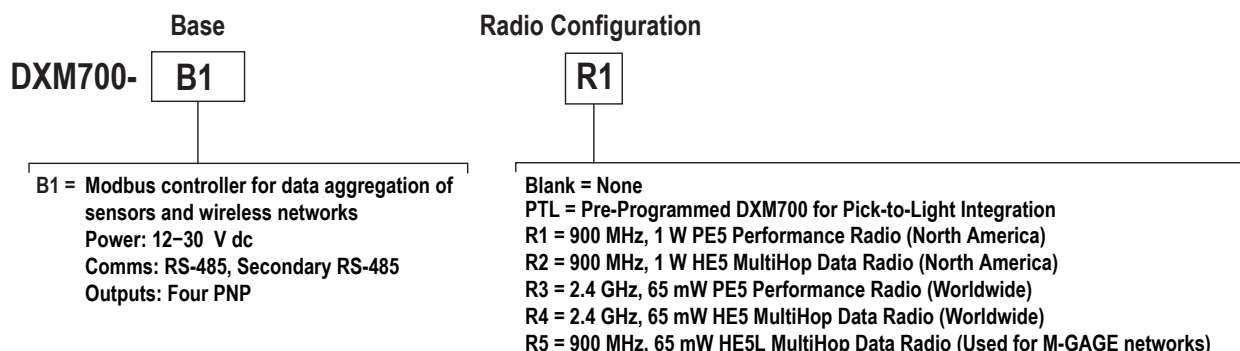 Base
Radio Configuration
DXM700- B1
R1
B1 = Modbus controller for data aggregation of
sensors and wireless networks
Power: 12–30 V dc
Comms: RS-485, Secondary RS-485
Outputs: Four PNP
Blank = None
PTL = Pre-Programmed DXM700 for Pick-to-Light Integration
R1 = 900 MHz, 1 W PE5 Performance Radio (North America)
R2 = 900 MHz, 1 W HE5 MultiHop Data Radio (North America)
R3 = 2.4 GHz, 65 mW PE5 Performance Radio (Worldwide)
R4 = 2.4 GHz, 65 mW HE5 MultiHop Data Radio (Worldwide)
R5 = 900 MHz, 65 mW HE5L MultiHop Data Radio (Used for M-GAGE networks)